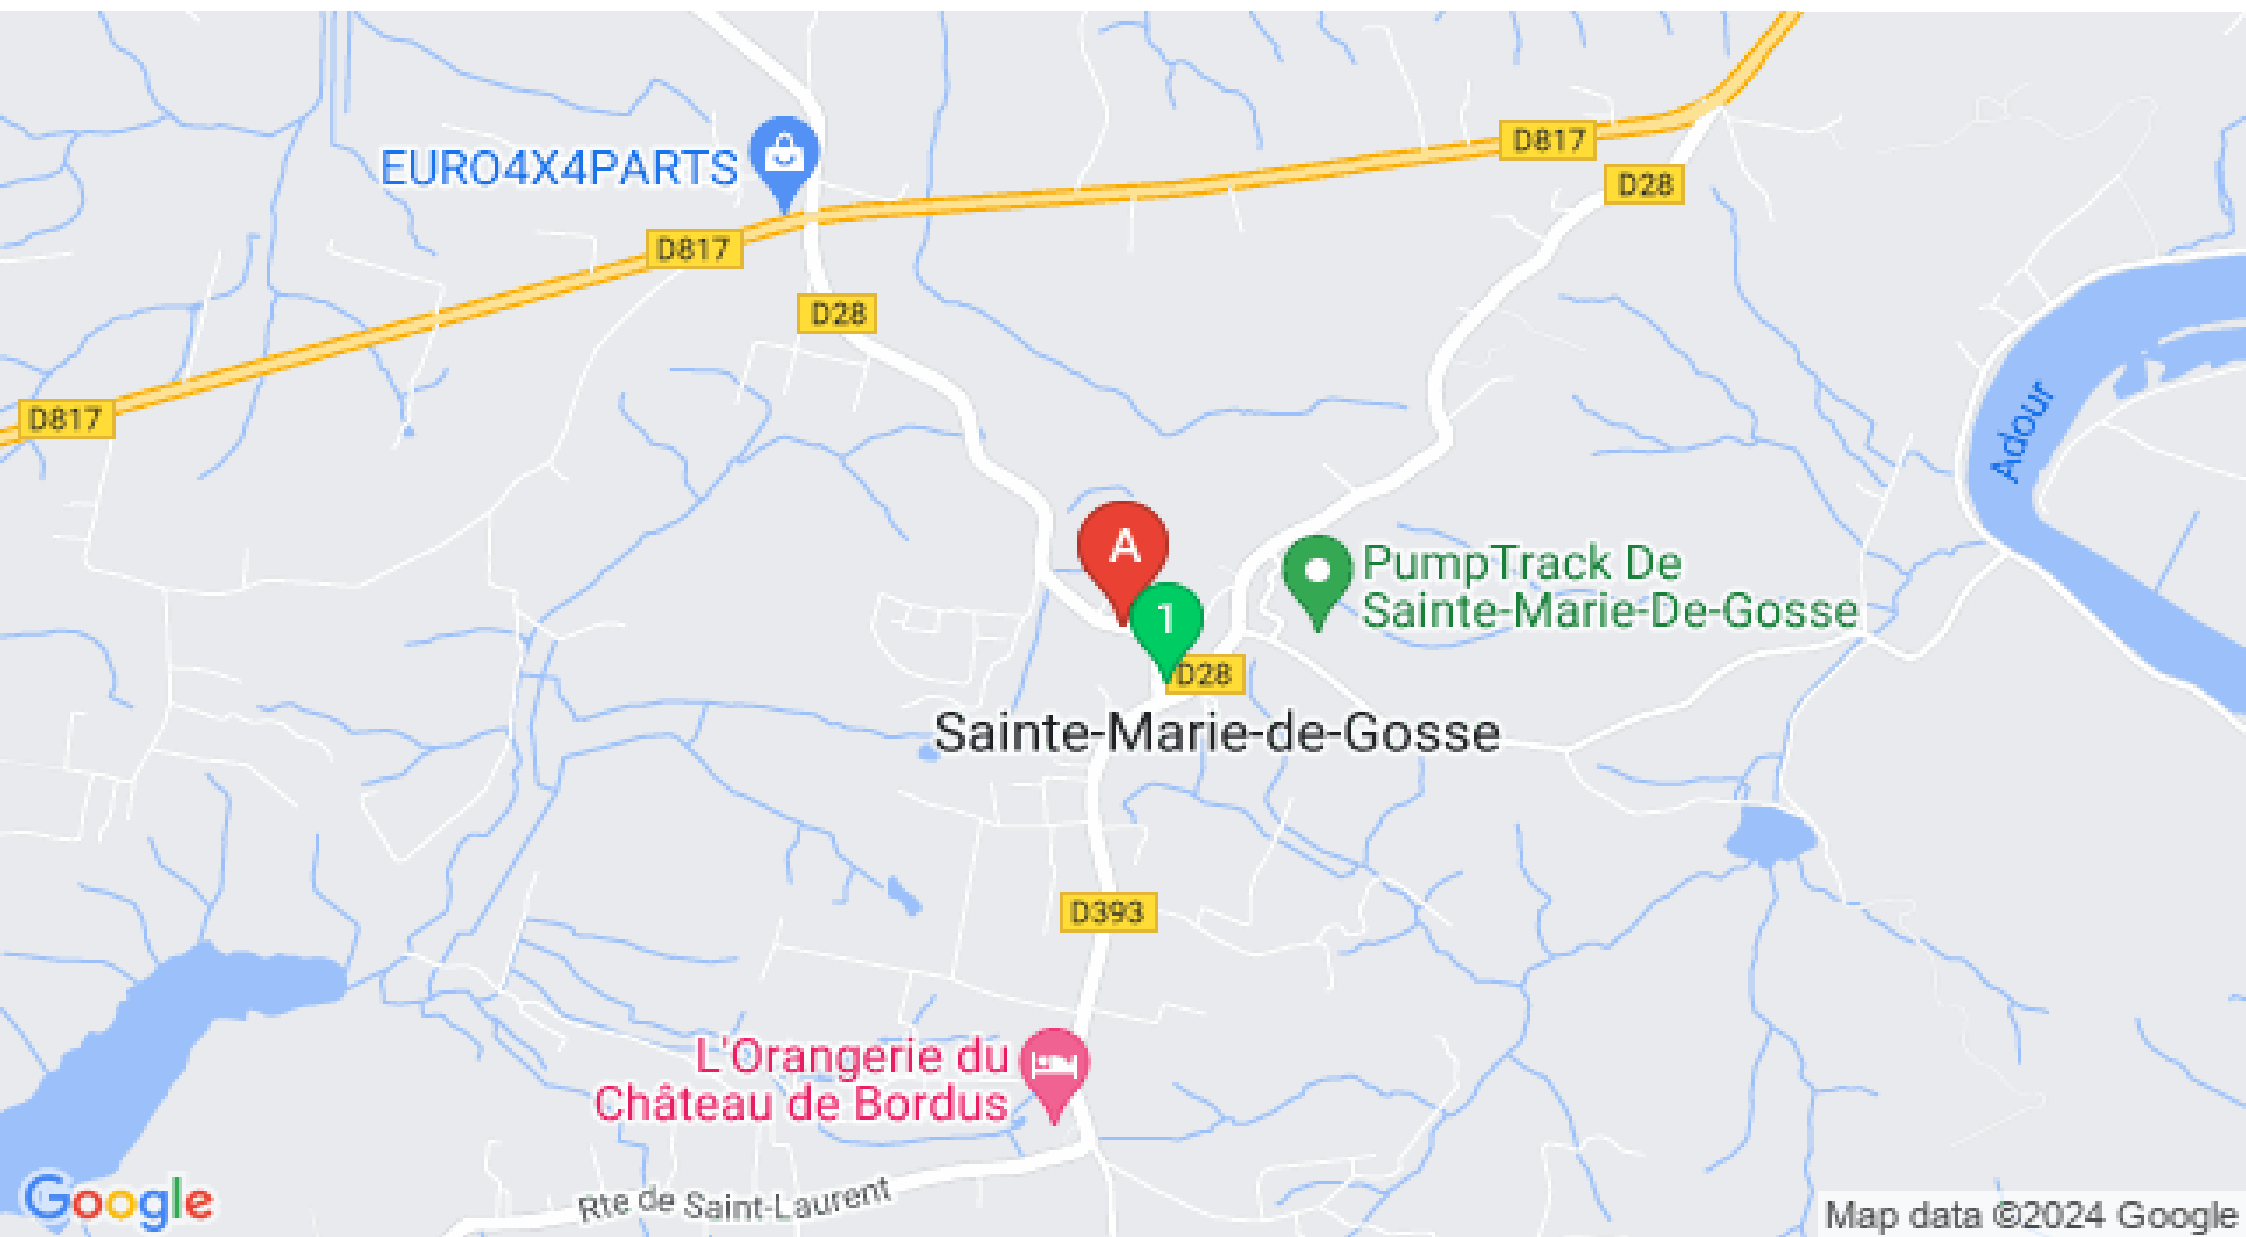 D817
D28
EURO4X4PARTS
D817
D28
D817
Adour
A
PumpTrack De
Sainte-Marie-De-Gosse
1
D28
Sainte-Marie-de-Gosse
D393
L'Orangerie du
Château de Bordus
Rte de Saint-Laurent
Google
Map data ©2024 Google